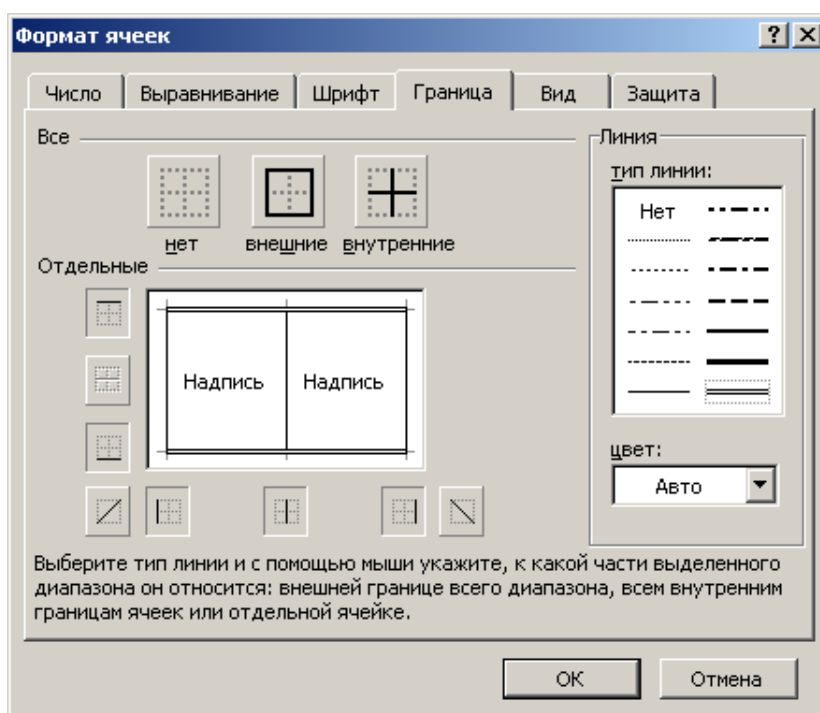 Формат ячеек
Число Выравнивание Шрифт Граница Вид Защита
Все
нет внешние внутренние
Отдельные
Надпись Надпись
Линия
тип линии:
Нет
цвет:
Авто
Выберите тип линии и с помощью мыши укажите, к какой части выделенного
диапазона он относится: внешней границе всего диапазона, всем внутренним
границам ячеек или отдельной ячейке.
ОК Отмена